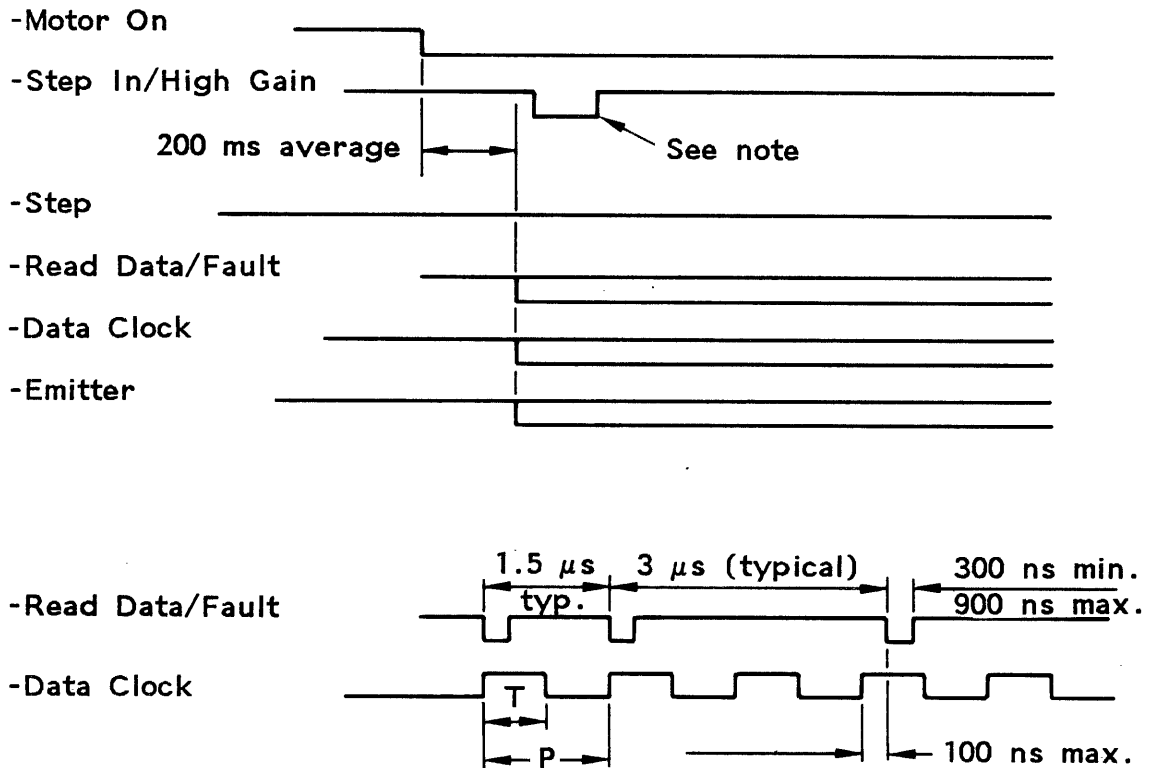 -Motor On
-Step In/High Gain
200 ms average
See note
-Step
-Read Data/Fault
-Data Clock
-Emitter
1.5 μs typ.
3 μs (typical)
300 ns min.
900 ns max.
-Read Data/Fault
-Data Clock
T
P
100 ns max.